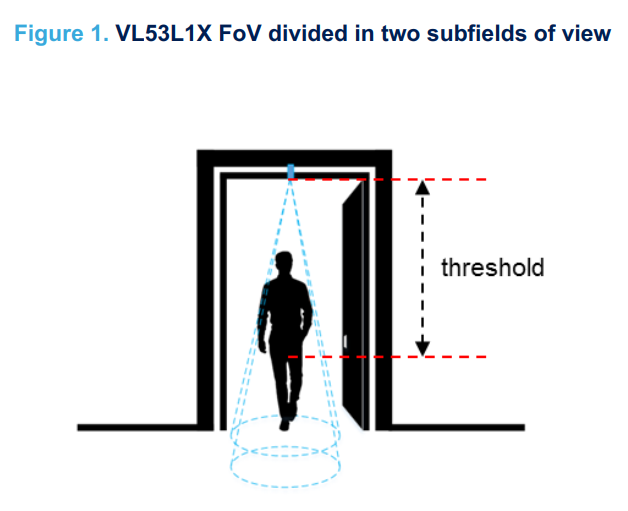 Figure 1. VL53L1X FoV divided in two subfields of view
threshold